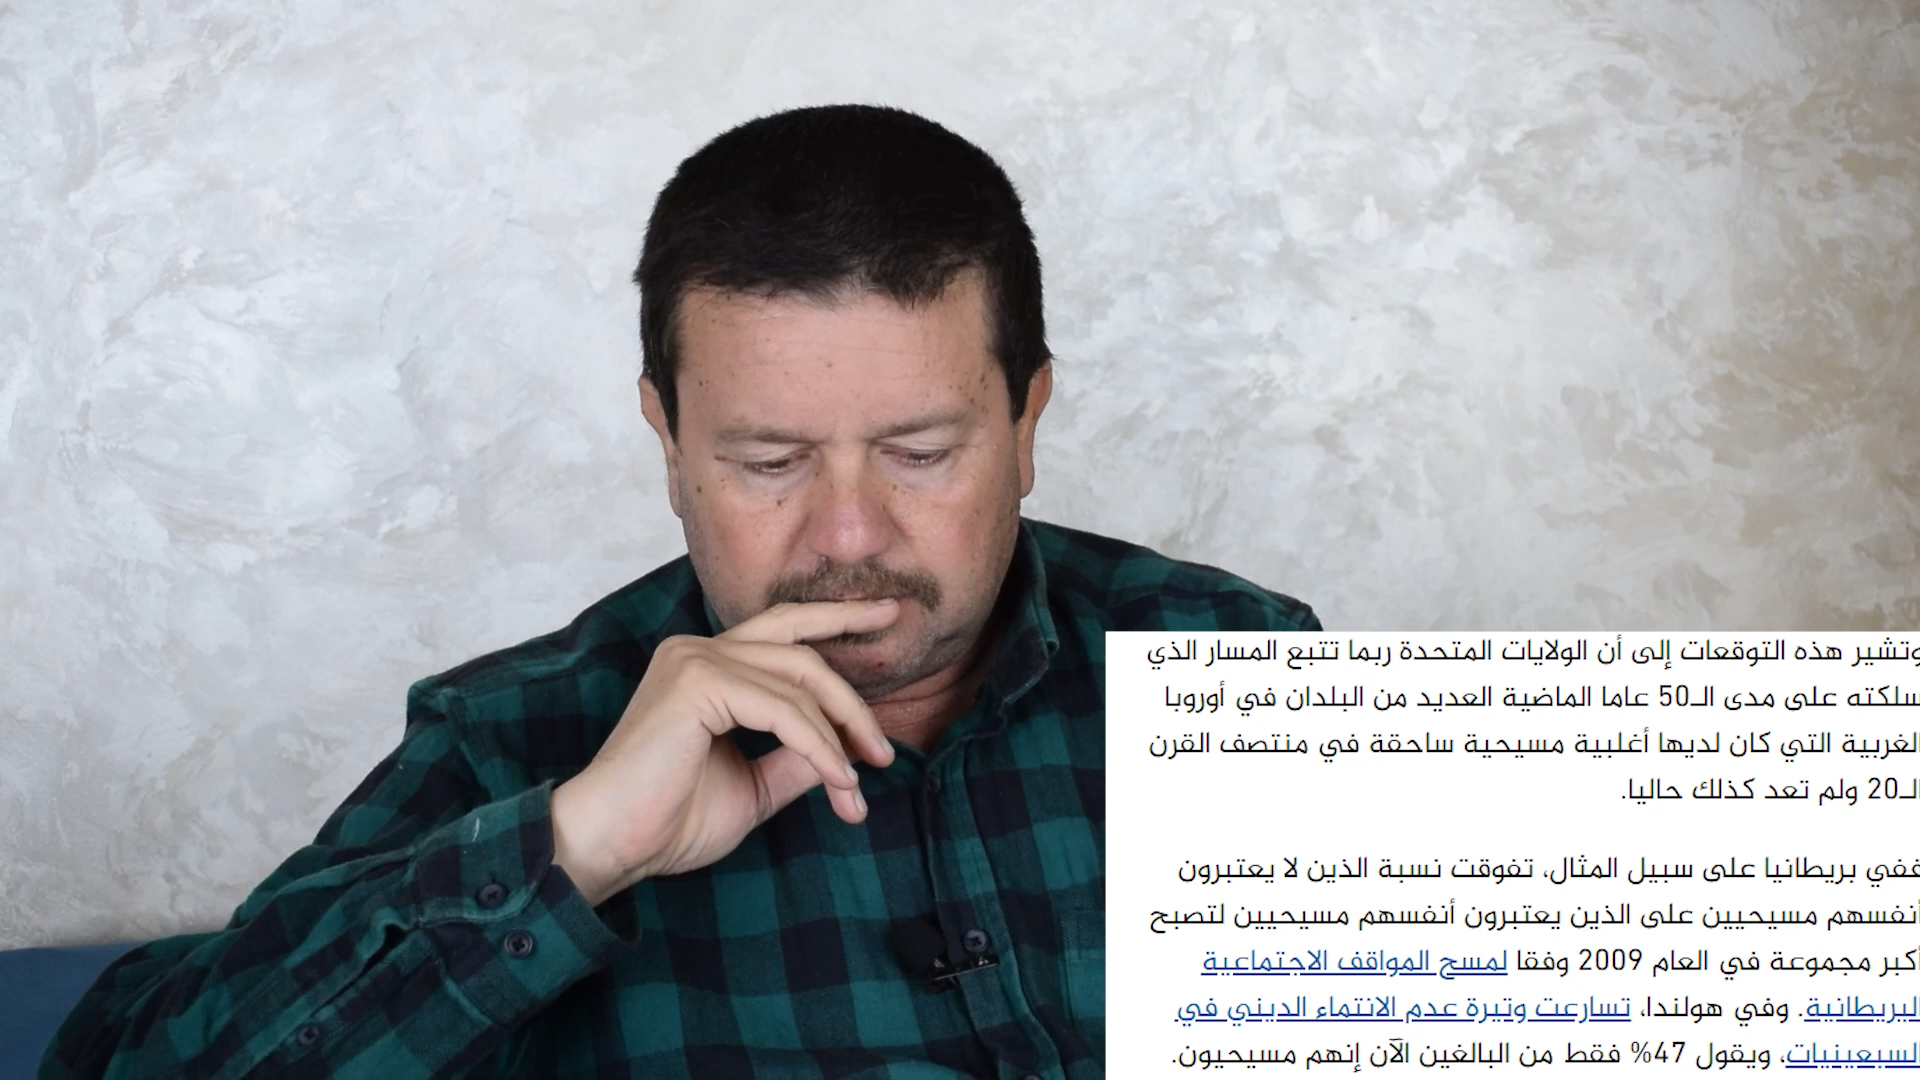 وتشير هذه التوقعات إلى أن الولايات المتحدة ربما تتبع المسار الذي
سلكته على مدى الـ50 عاما الماضية العديد من البلدان في أوروبا
الغربية التي كان لديها أغلبية مسيحية ساحقة في منتصف القرن
الـ20 ولم تعد كذلك حاليا.
ففي بريطانيا على سبيل المثال، تفوقت نسبة الذين لا يعتبرون
أنفسهم مسيحيين على الذين يعتبرون أنفسهم مسيحيين لتصبح
أكبر مجموعة في العام 2009 وفقا لمسح المواقف الاجتماعية
البريطانية. وفي هولندا، تسارعت وتيرة عدم الانتماء الديني في
السبعينيات، ويقول 47% فقط من البالغين الآن إنهم مسيحيون.